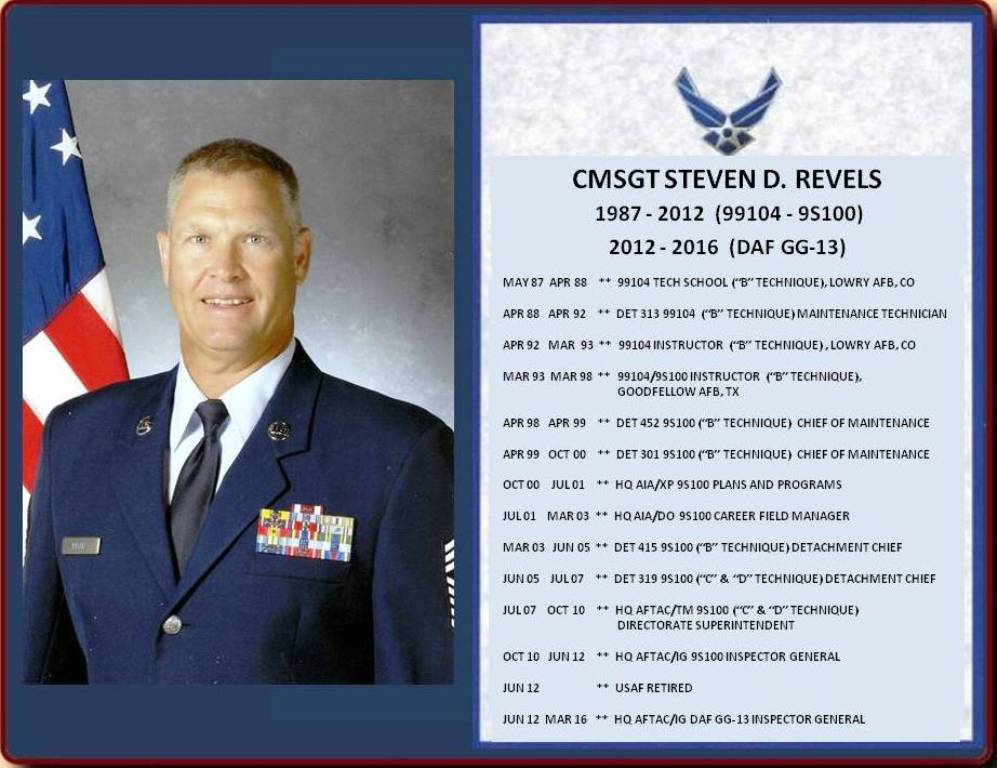 CMSGT STEVEN D. REVELS
1987 - 2012 (99104 - 9S100)
2012 - 2016 (DAF GG-13)
MAY 87 APR 88 ** 99104 TECH SCHOOL ("B" TECHNIQUE), LOWRY AFB, CO
APR 88 APR 92 ** DET 313 99104 ("B" TECHNIQUE) MAINTENANCE TECHNICIAN
APR 92 MAR 93 ** 99104 INSTRUCTOR ("B" TECHNIQUE) , LOWRY AFB, CO
MAR 93 MAR 98 ** 99104/9S100 INSTRUCTOR ("B" TECHNIQUE),
GOODFELLOW AFB, TX
APR 98 APR 99 ** DET 452 9S100 ("B" TECHNIQUE) CHIEF OF MAINTENANCE
APR 99 OCT 00 ** DET 301 9S100 ("B" TECHNIQUE) CHIEF OF MAINTENANCE
OCT 00 JUL 01 ** HQ AIA/XP 9S100 PLANS AND PROGRAMS
JUL 01 MAR 03 ** HQ AIA/DO 9S100 CAREER FIELD MANAGER
MAR 03 JUN 05 ** DET 415 9S100 ("B" TECHNIQUE) DETACHMENT CHIEF
JUN 05 JUL 07 ** DET 319 9S100 ("C" & "D" TECHNIQUE) DETACHMENT CHIEF
JUL 07 OCT 10 ** HQ AFTAC/TM 9S100 ("C" & "D" TECHNIQUE)
DIRECTORATE SUPERINTENDENT
OCT 10 JUN 12 ** HQ AFTAC/IG 9S100 INSPECTOR GENERAL
JUN 12 ** USAF RETIRED
JUN 12 MAR 16 ** HQ AFTAC/IG DAF GG-13 INSPECTOR GENERAL